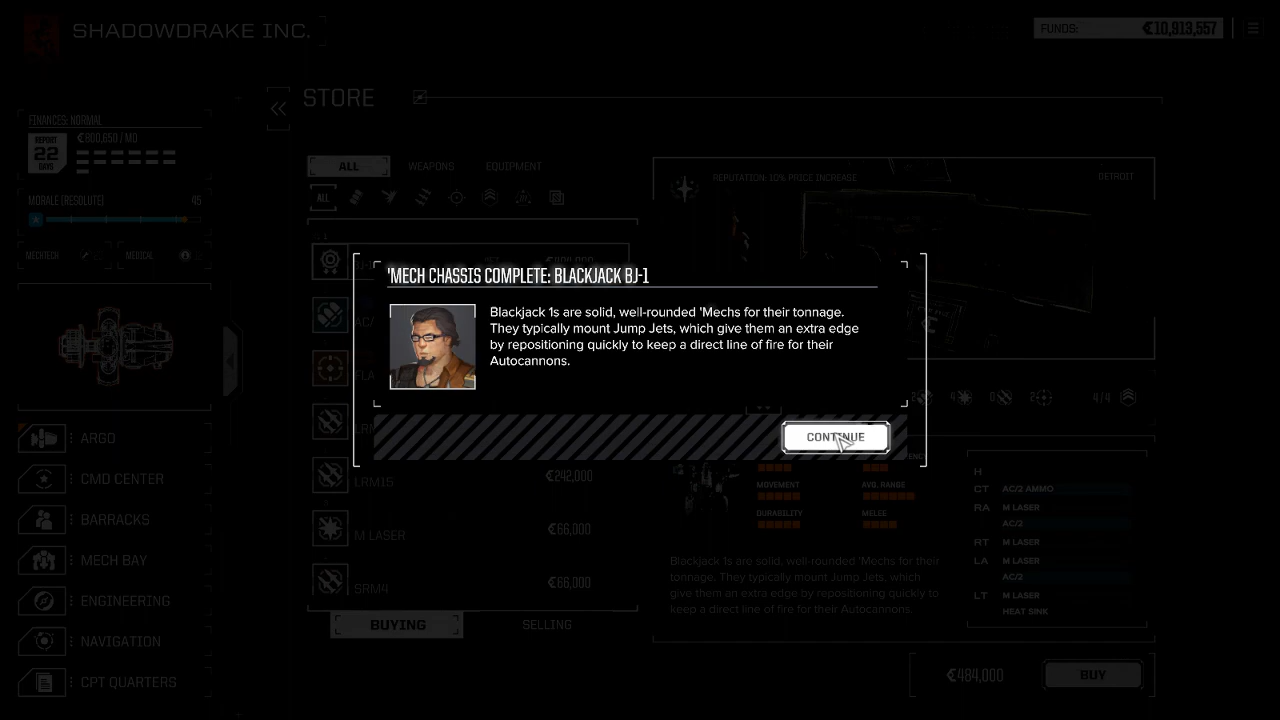 SHADOWDRAKE INC.
FUNDS: 10,913,557
STORE
FINANCES: NORMAL
REPORT
22
DAYS
800,650 / MO
MORALE (RESOLUTE) 45
MECHTECH
MEDICAL
ARGO
CMD CENTER
BARRACKS
MECH BAY
ENGINEERING
NAVIGATION
CPT QUARTERS
ALL WEAPONS EQUIPMENT
ALL
REPUTATION: 10% PRICE INCREASE DETROIT
'MECH CHASSIS COMPLETE: BLACKJACK BJ-1
Blackjack 1s are solid, well-rounded 'Mechs for their tonnage.
They typically mount Jump Jets, which give them an extra edge
by repositioning quickly to keep a direct line of fire for their
Autocannons.
CONTINUE
LRM15 242,000
M LASER 66,000
SRM4 66,000
BUYING SELLING
4/4
MOVEMENT AVG. RANGE
DURABILITY MELEE
H
CT AC/2 AMMO
RA M LASER
AC/2
RT M LASER
LA M LASER
AC/2
LT M LASER
HEAT SINK
Blackjack 1s are solid, well-rounded 'Mechs for their
tonnage. They typically mount Jump Jets, which
give them an extra edge by repositioning quickly to
keep a direct line of fire for their Autocannons.
484,000 BUY